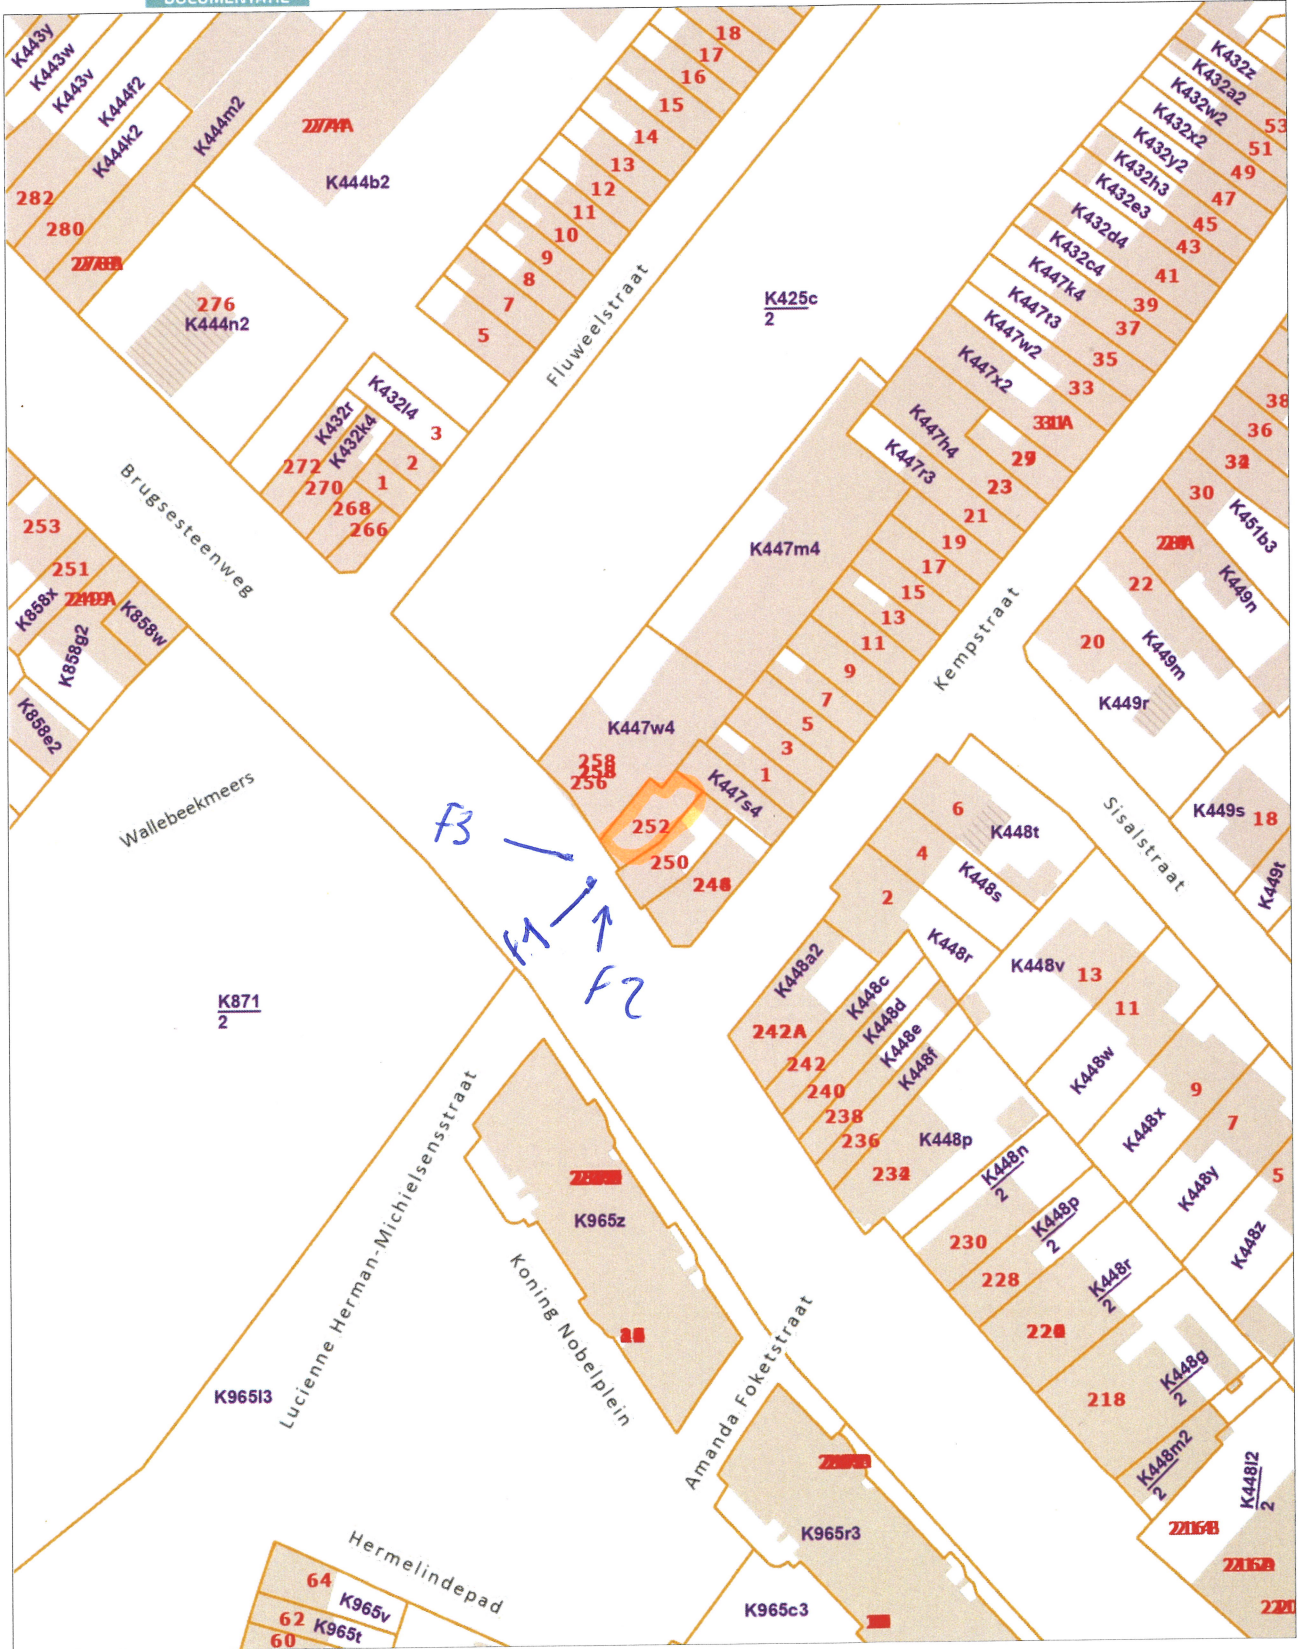 DOCUMENTATIE
K443y
K443w
K443v
K444f2
K444k2
K444m2
K444b2
282
280
276
K444n2
18
17
16
15
14
13
12
11
10
9
8
7
5
Fluweelstraat
K425c
2
K432z
K432a2
K432w2
K432x2
K432y2
K432h3
K432e3
K432d4
K432c4
K447k4
K447t3
K447w2
K447x2
K447h4
K447r3
53
51
49
47
45
43
41
39
37
35
33
31A
23
21
19
17
15
13
11
9
7
5
3
1
K432l4
K432r
K432k4
3
2
1
272
270
268
266
Brugsesteenweg
253
251
249A
K858x
K858g2
K858w
K858e2
Wallebeekmeers
K447m4
K447w4
258
256
252
250
K447s4
Kempstraat
38
36
30
22
20
K451b3
K449n
K449m
K449r
K449s
18
K449t
Sisalstraat
6
4
2
K448t
K448s
K448r
K448v
13
11
9
7
5
K448w
K448x
K448y
K448z
F3
F1
F2
K871
2
K448a2
K448c
K448d
K448e
K448f
K448p
242A
242
240
238
236
K448n
2
K448p
2
K448r
2
K448g
2
K448m2
2
K448l2
2
230
228
218
Lucienne Herman-Michielsensstraat
K965z
Koning Nobelplein
Amanda Foketstraat
K965l3
K965r3
K965c3
Hermelindepad
64
62
60
K965v
K965t